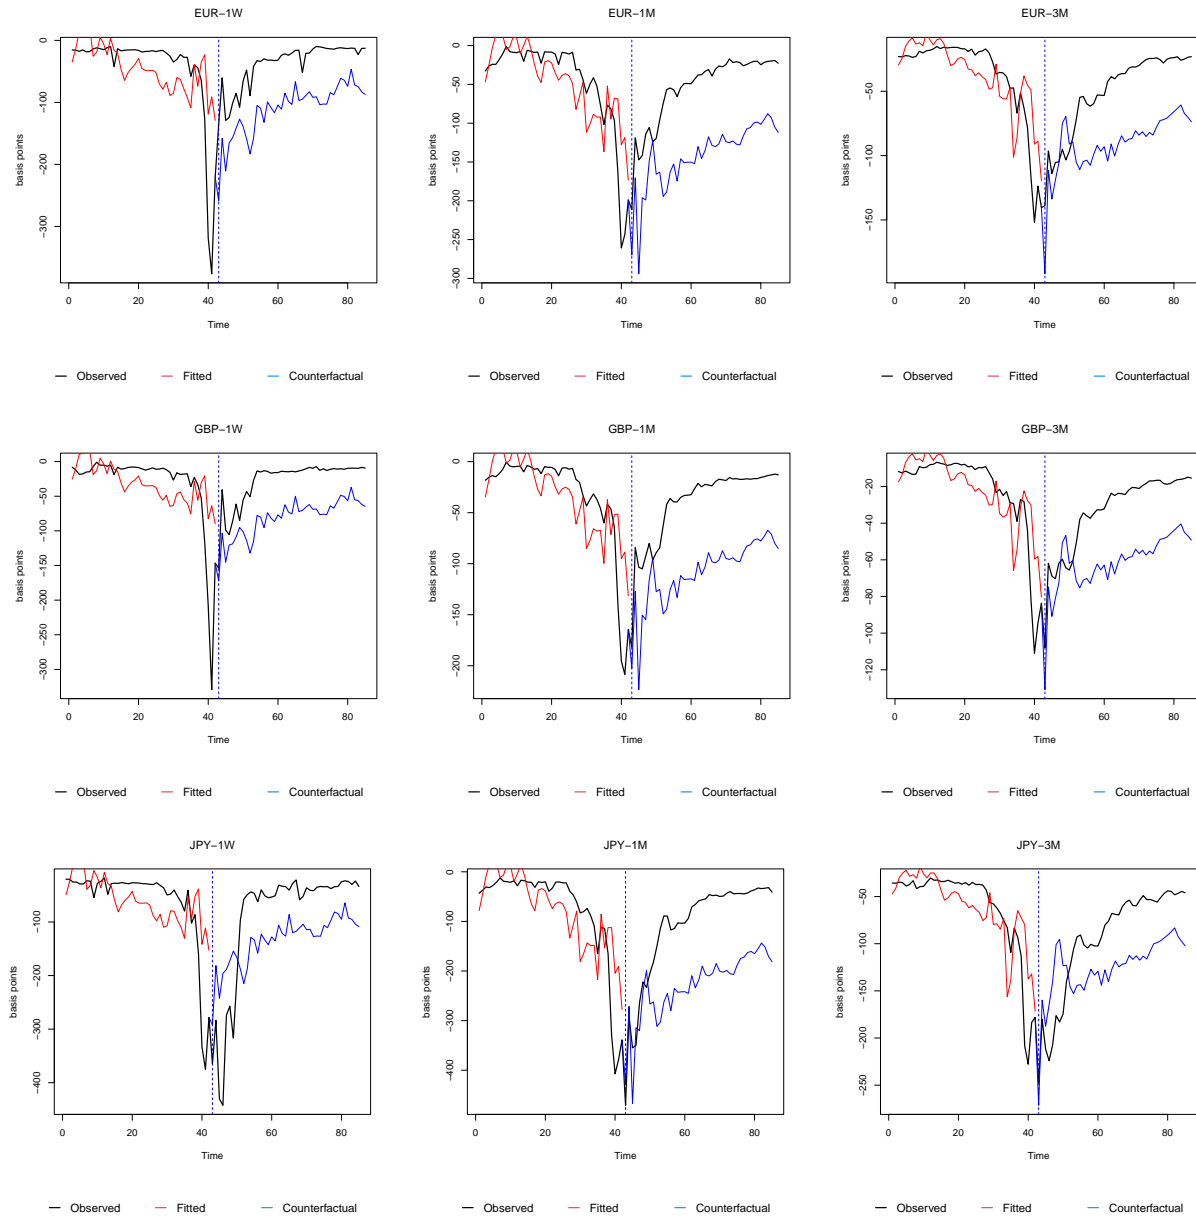 EUR−1W
EUR−1M
EUR−3M
basis points
0
−100
−200
−300
basis points
0
−50
−100
−150
−200
−250
−300
basis points
−50
−100
−150
0 20 40 60 80
0 20 40 60 80
0 20 40 60 80
Time
Time
Time
Observed Fitted Counterfactual
Observed Fitted Counterfactual
Observed Fitted Counterfactual
GBP−1W
GBP−1M
GBP−3M
basis points
0
−50
−100
−150
−200
−250
−300
basis points
0
−50
−100
−150
−200
basis points
−20
−40
−60
−80
−100
−120
0 20 40 60 80
0 20 40 60 80
0 20 40 60 80
Time
Time
Time
Observed Fitted Counterfactual
Observed Fitted Counterfactual
Observed Fitted Counterfactual
JPY−1W
JPY−1M
JPY−3M
basis points
−100
−200
−300
−400
basis points
0
−100
−200
−300
−400
basis points
−50
−100
−150
−200
−250
0 20 40 60 80
0 20 40 60 80
0 20 40 60 80
Time
Time
Time
Observed Fitted Counterfactual
Observed Fitted Counterfactual
Observed Fitted Counterfactual